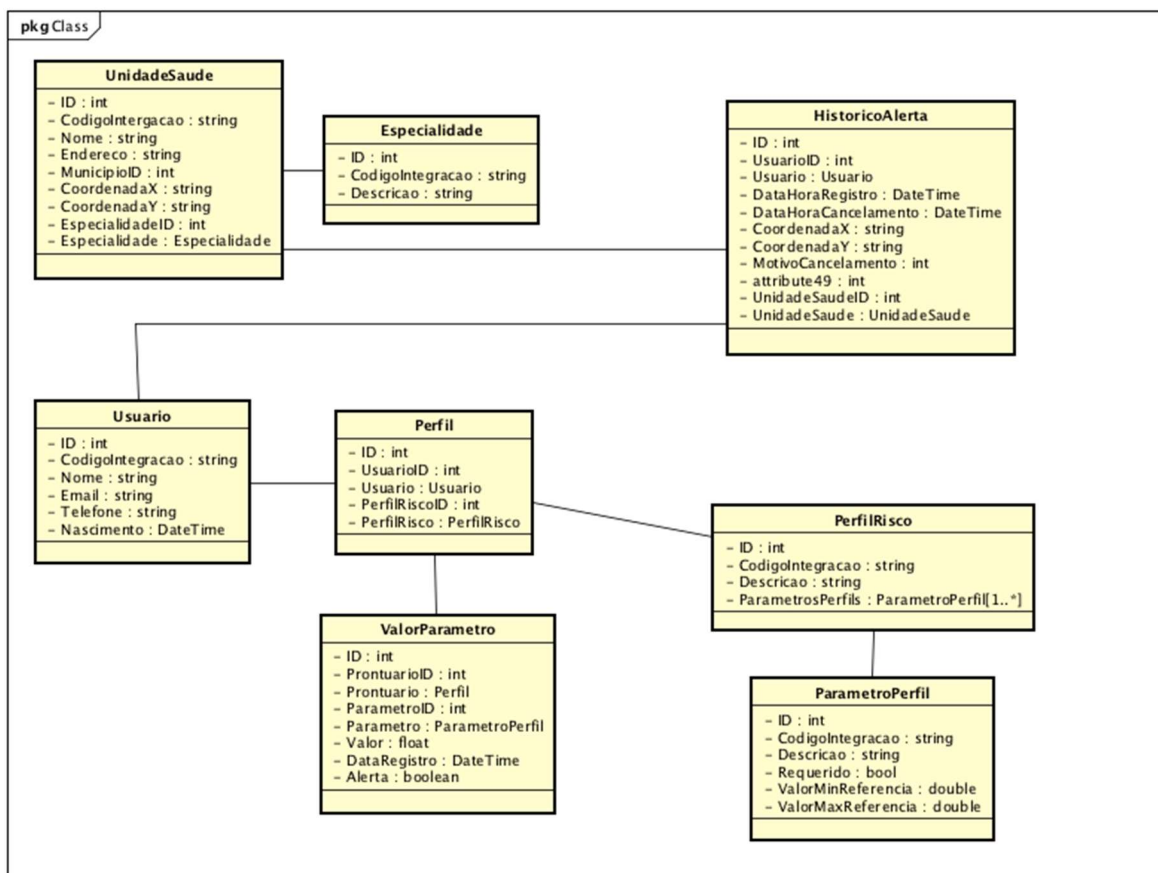 pkg Class
UnidadeSaude
- ID : int
- CodigoIntergacao : string
- Nome : string
- Endereco : string
- MunicipioID : int
- CoordenadaX : string
- CoordenadaY : string
- EspecialidadeID : int
- Especialidade : Especialidade
Especialidade
- ID : int
- CodigoIntegracao : string
- Descricao : string
HistoricoAlerta
- ID : int
- UsuarioID : int
- Usuario : Usuario
- DataHoraRegistro : DateTime
- DataHoraCancelamento : DateTime
- CoordenadaX : string
- CoordenadaY : string
- MotivoCancelamento : int
- attribute49 : int
- UnidadeSaudeID : int
- UnidadeSaude : UnidadeSaude
Usuario
- ID : int
- CodigoIntegracao : string
- Nome : string
- Email : string
- Telefone : string
- Nascimento : DateTime
Perfil
- ID : int
- UsuarioID : int
- Usuario : Usuario
- PerfilRiscoID : int
- PerfilRisco : PerfilRisco
PerfilRisco
- ID : int
- CodigoIntegracao : string
- Descricao : string
- ParametrosPerfils : ParametroPerfil[1..*]
ValorParametro
- ID : int
- ProntuarioID : int
- Prontuario : Perfil
- ParametroID : int
- Parametro : ParametroPerfil
- Valor : float
- DataRegistro : DateTime
- Alerta : boolean
ParametroPerfil
- ID : int
- CodigoIntegracao : string
- Descricao : string
- Requerido : bool
- ValorMinReferencia : double
- ValorMaxReferencia : double